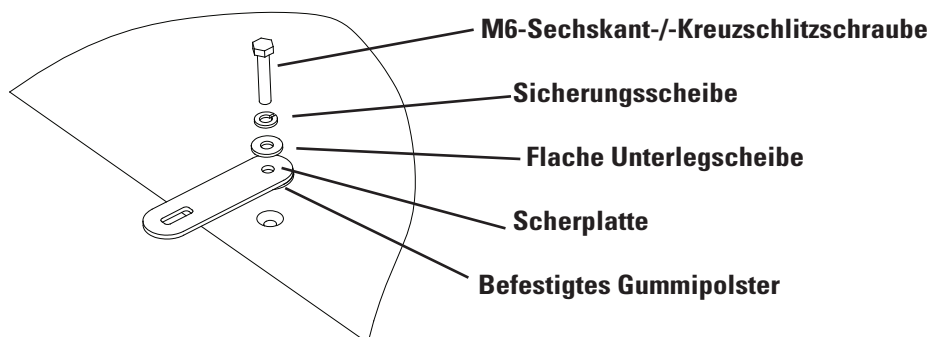 M6-Sechskant-/-Kreuzschlitzschraube
Sicherungsscheibe
Flache Unterlegscheibe
Scherplatte
Befestigtes Gummipolster